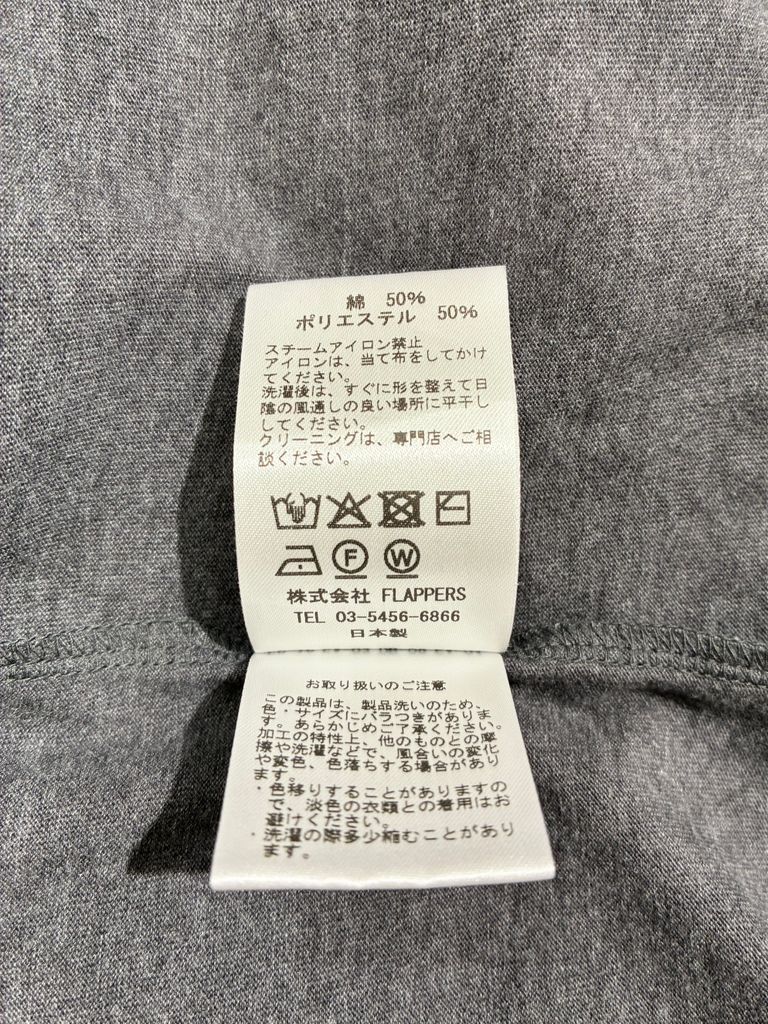 綿 50%
ポリエステル 50%
スチームアイロン禁止
アイロンは、当て布をしてかけ
てください。
洗濯後は、すぐに形を整えて日
陰の風通しの良い場所に平干し
してください。
クリーニングは、専門店へご相
談ください。
F W
株式会社 FLAPPERS
TEL 03-5456-6866
日本製
お取り扱いのご注意
この製品は、製品洗いのため、
色・サイズにバラつきがありま
す。あらかじめご了承ください。
加工の特性上、他のものとの摩
擦や洗濯などで、風合いの変化
や変色、色落ちする場合があり
ます。
・色移りすることがありますの
で、淡色の衣類との着用はお
避けください。
・洗濯の際多少縮むことがあり
ます。